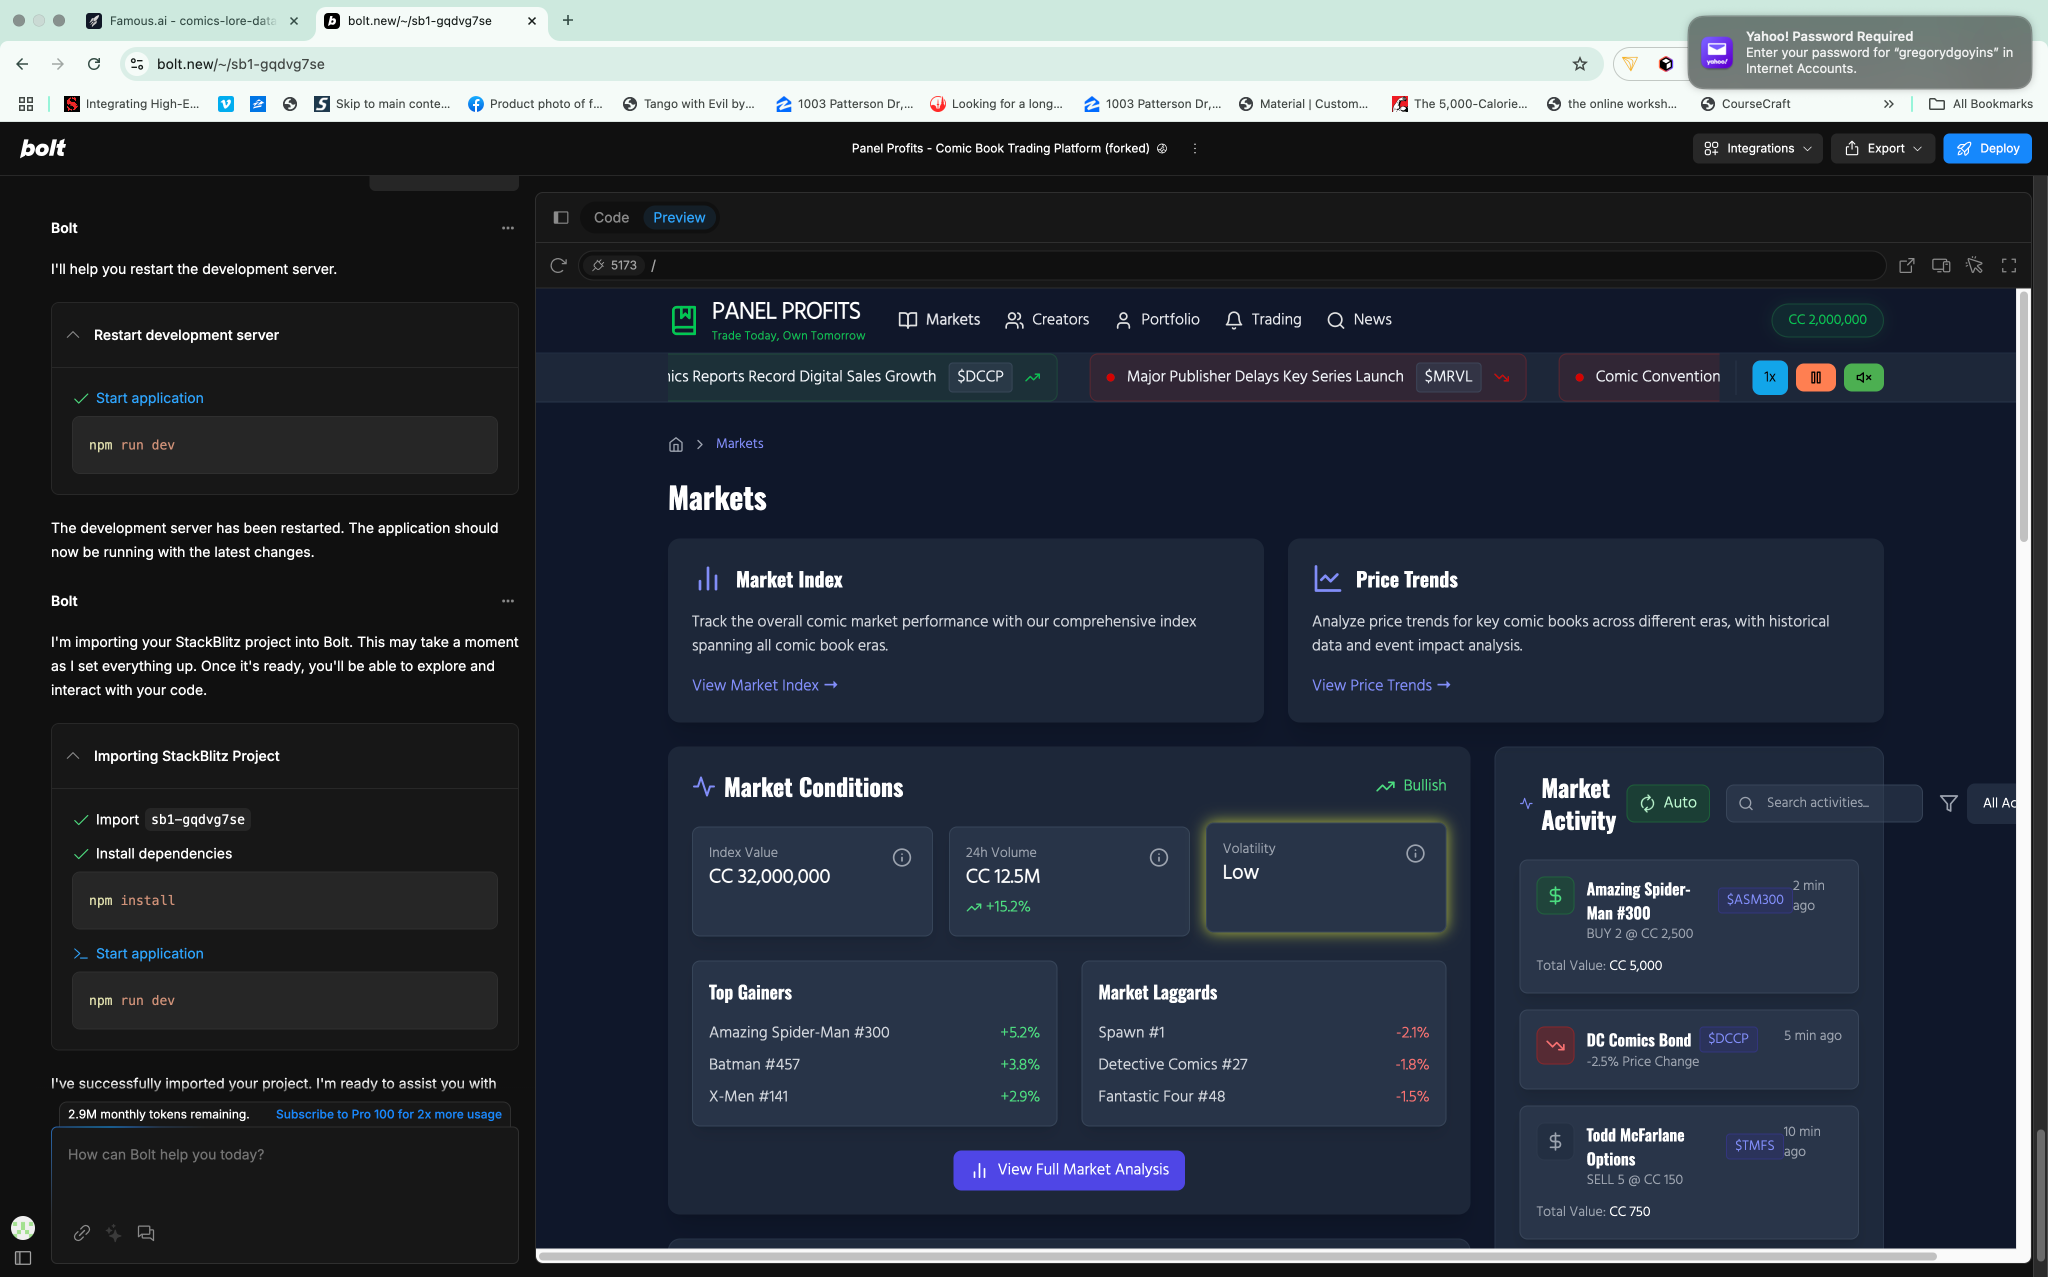 Famous.ai - comics-lore-data
bolt.new/~/sb1-gqdvg7se
Yahoo! Password Required
Enter your password for “gregorydgoyins” in
Internet Accounts.
yahoo!
bolt.new/~/sb1-gqdvg7se
Integrating High-E...
Skip to main conte...
Product photo of f...
Tango with Evil by...
1003 Patterson Dr,...
Looking for a long...
1003 Patterson Dr,...
Material | Custom...
The 5,000-Calorie...
the online worksh...
CourseCraft
All Bookmarks
bolt
Panel Profits - Comic Book Trading Platform (forked)
Integrations
Export
Deploy
Bolt
I'll help you restart the development server.
Restart development server
Start application
npm run dev
The development server has been restarted. The application should
now be running with the latest changes.
Bolt
I'm importing your StackBlitz project into Bolt. This may take a moment
as I set everything up. Once it's ready, you'll be able to explore and
interact with your code.
Importing StackBlitz Project
Import sb1-gqdvg7se
Install dependencies
npm install
Start application
npm run dev
I've successfully imported your project. I'm ready to assist you with
2.9M monthly tokens remaining.
Subscribe to Pro 100 for 2x more usage
How can Bolt help you today?
Code
Preview
5173
/
PANEL PROFITS
Trade Today, Own Tomorrow
Markets
Creators
Portfolio
Trading
News
CC 2,000,000
nics Reports Record Digital Sales Growth
$DCCP
Major Publisher Delays Key Series Launch
$MRVL
Comic Convention
1x
Markets
Markets
Market Index
Track the overall comic market performance with our comprehensive index
spanning all comic book eras.
View Market Index →
Price Trends
Analyze price trends for key comic books across different eras, with historical
data and event impact analysis.
View Price Trends →
Market Conditions
Bullish
Index Value
CC 32,000,000
24h Volume
CC 12.5M
+15.2%
Volatility
Low
Top Gainers
Amazing Spider-Man #300 +5.2%
Batman #457 +3.8%
X-Men #141 +2.9%
Market Laggards
Spawn #1 -2.1%
Detective Comics #27 -1.8%
Fantastic Four #48 -1.5%
View Full Market Analysis
Market
Activity
Auto
Search activities...
All Ac
Amazing Spider-
Man #300
$ASM300
2 min
ago
BUY 2 @ CC 2,500
Total Value: CC 5,000
DC Comics Bond
$DCCP
5 min ago
-2.5% Price Change
Todd McFarlane
Options
$TMFS
10 min
ago
SELL 5 @ CC 150
Total Value: CC 750